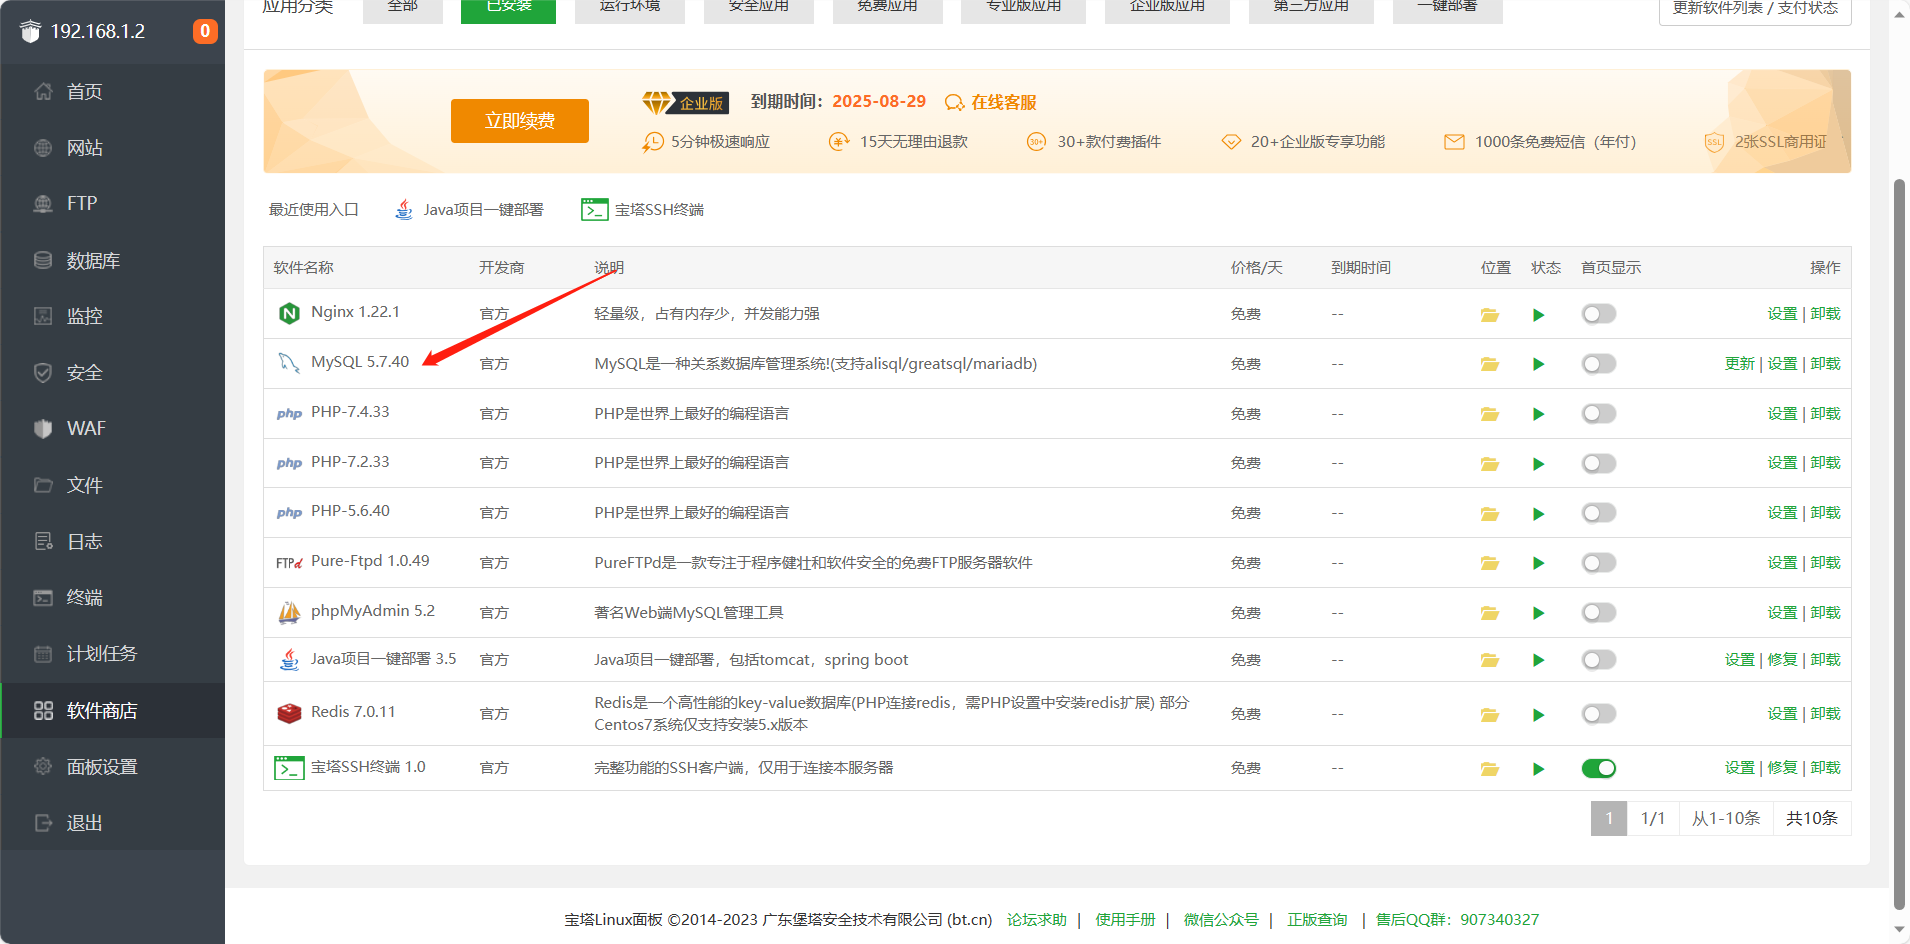 192.168.1.2 0
首页
网站
FTP
数据库
监控
安全
WAF
文件
日志
终端
计划任务
软件商店
面板设置
退出
应用分类 全部 已安装 运行环境 安全应用 免费应用 专业版应用 企业版应用 第三方应用 一键部署 更新软件列表 / 支付状态
立即续费 企业版 到期时间：2025-08-29 在线客服
5分钟极速响应 15天无理由退款 30+ 30+款付费插件 20+企业版专享功能 1000条免费短信（年付） SSL 2张SSL商用证
最近使用入口 Java项目一键部署 宝塔SSH终端
软件名称 开发商 说明 价格/天 到期时间 位置 状态 首页显示 操作
Nginx 1.22.1 官方 轻量级，占有内存少，并发能力强 免费 -- 设置 | 卸载
MySQL 5.7.40 官方 MySQL是一种关系数据库管理系统!(支持alisql/greatsql/mariadb) 免费 -- 更新 | 设置 | 卸载
php PHP-7.4.33 官方 PHP是世界上最好的编程语言 免费 -- 设置 | 卸载
php PHP-7.2.33 官方 PHP是世界上最好的编程语言 免费 -- 设置 | 卸载
php PHP-5.6.40 官方 PHP是世界上最好的编程语言 免费 -- 设置 | 卸载
FTPd Pure-Ftpd 1.0.49 官方 PureFTPd是一款专注于程序健壮和软件安全的免费FTP服务器软件 免费 -- 设置 | 卸载
phpMyAdmin 5.2 官方 著名Web端MySQL管理工具 免费 -- 设置 | 卸载
Java项目一键部署 3.5 官方 Java项目一键部署，包括tomcat，spring boot 免费 -- 设置 | 修复 | 卸载
Redis 7.0.11 官方 Redis是一个高性能的key-value数据库(PHP连接redis，需PHP设置中安装redis扩展) 部分 免费 -- 设置 | 卸载
Centos7系统仅支持安装5.x版本
宝塔SSH终端 1.0 官方 完整功能的SSH客户端，仅用于连接本服务器 免费 -- 设置 | 修复 | 卸载
1 1/1 从1-10条 共10条
宝塔Linux面板 ©2014-2023 广东堡塔安全技术有限公司 (bt.cn) 论坛求助 | 使用手册 | 微信公众号 | 正版查询 | 售后QQ群：907340327